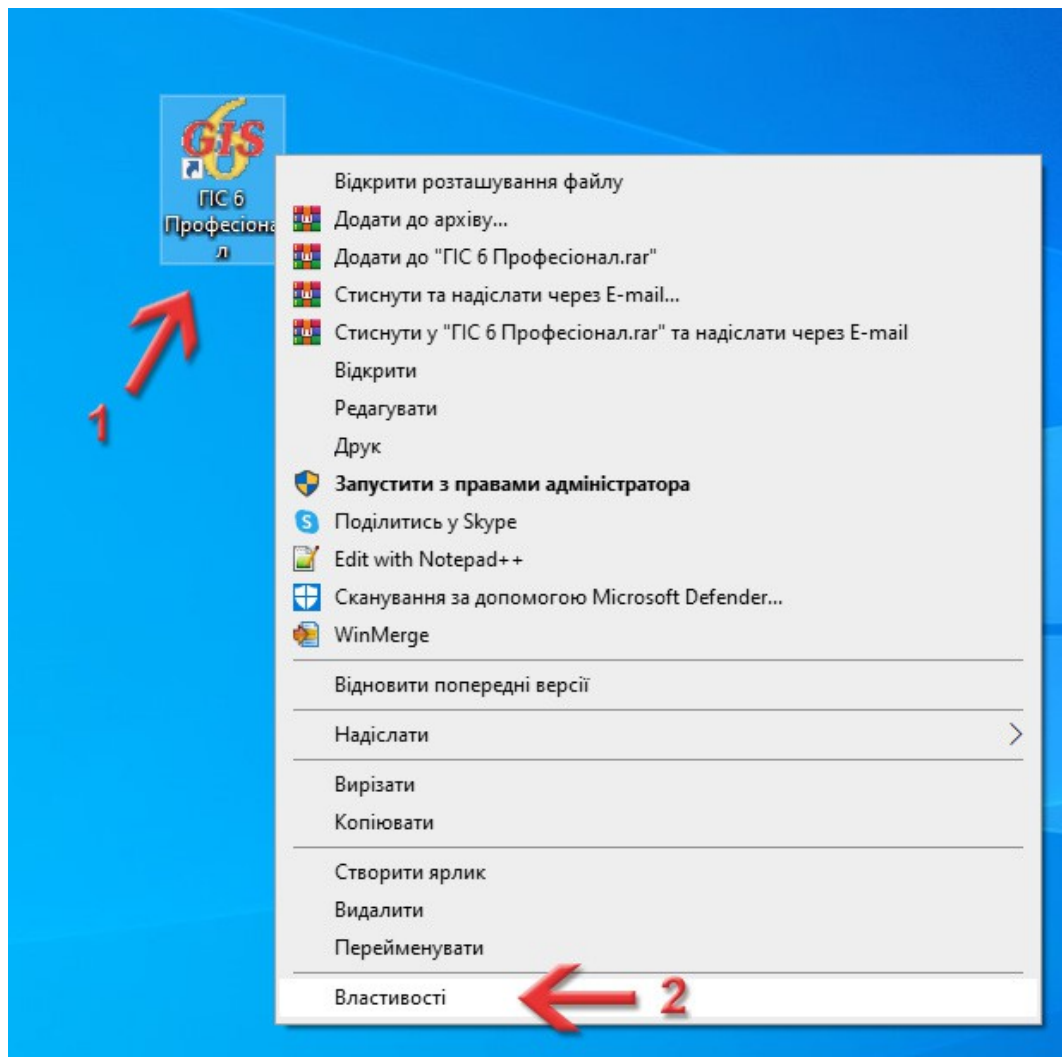 GIS
6
ГІС 6
Професіона
л
1
Відкрити розташування файлу
Додати до архіву...
Додати до "ГІС 6 Професіонал.rar"
Стиснути та надіслати через E-mail...
Стиснути у "ГІС 6 Професіонал.rar" та надіслати через E-mail
Відкрити
Редагувати
Друк
Запустити з правами адміністратора
Поділитись у Skype
Edit with Notepad++
Сканування за допомогою Microsoft Defender...
WinMerge
Відновити попередні версії
Надіслати
Вирізати
Копіювати
Створити ярлик
Видалити
Перейменувати
Властивості 2